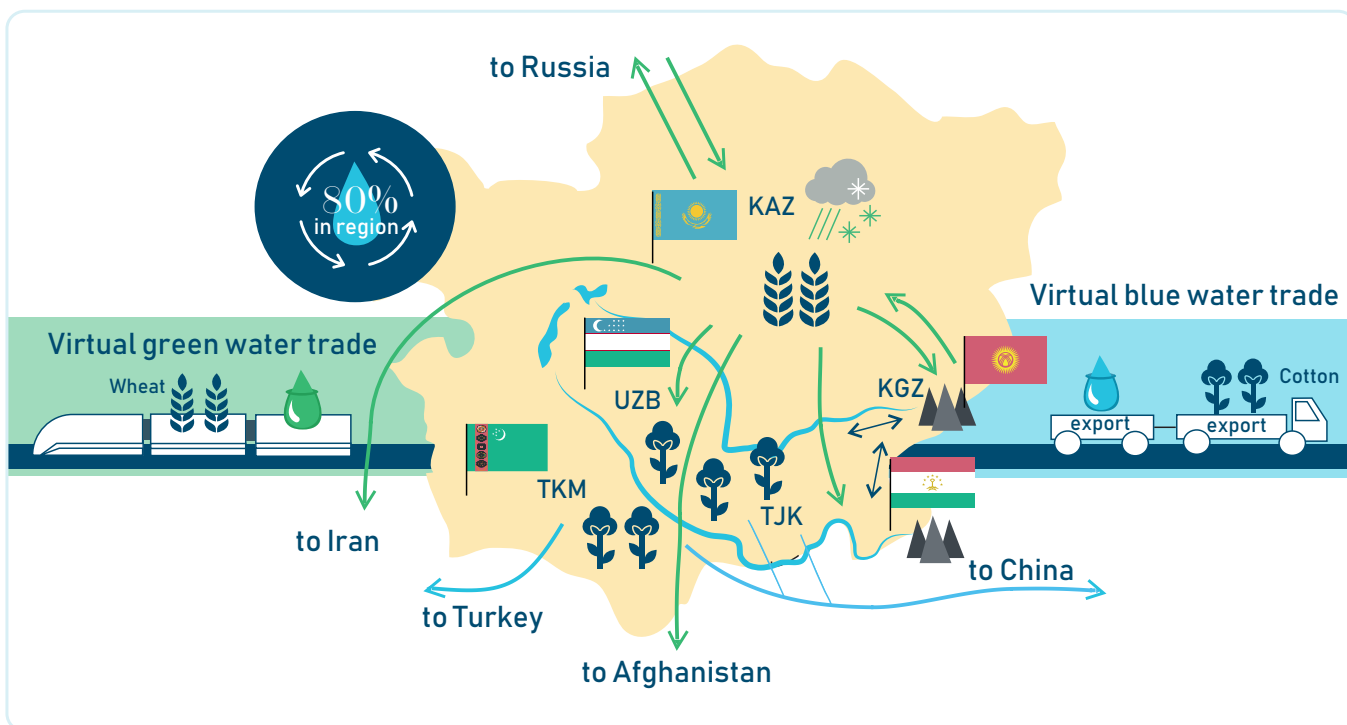 to Russia
80%
in region
KAZ
Virtual green water trade
Wheat
Virtual blue water trade
Cotton
export
export
UZB
KGZ
TKM
TJK
to Iran
to Turkey
to China
to Afghanistan